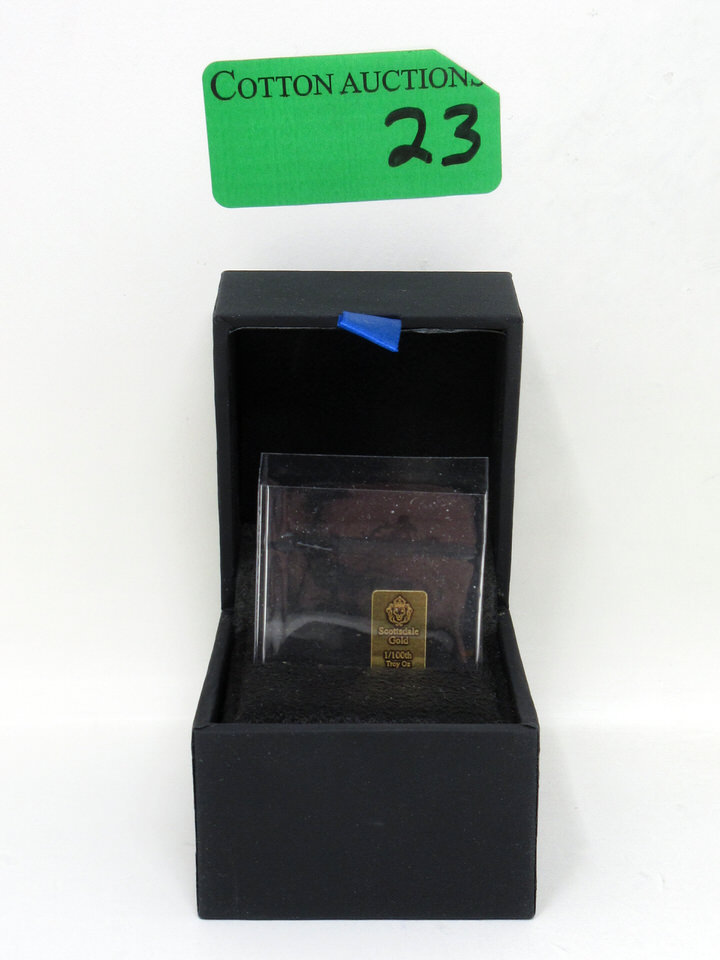 COTTON AUCTIONS
23
Scottsdale
Gold
1/100th
Troy Oz